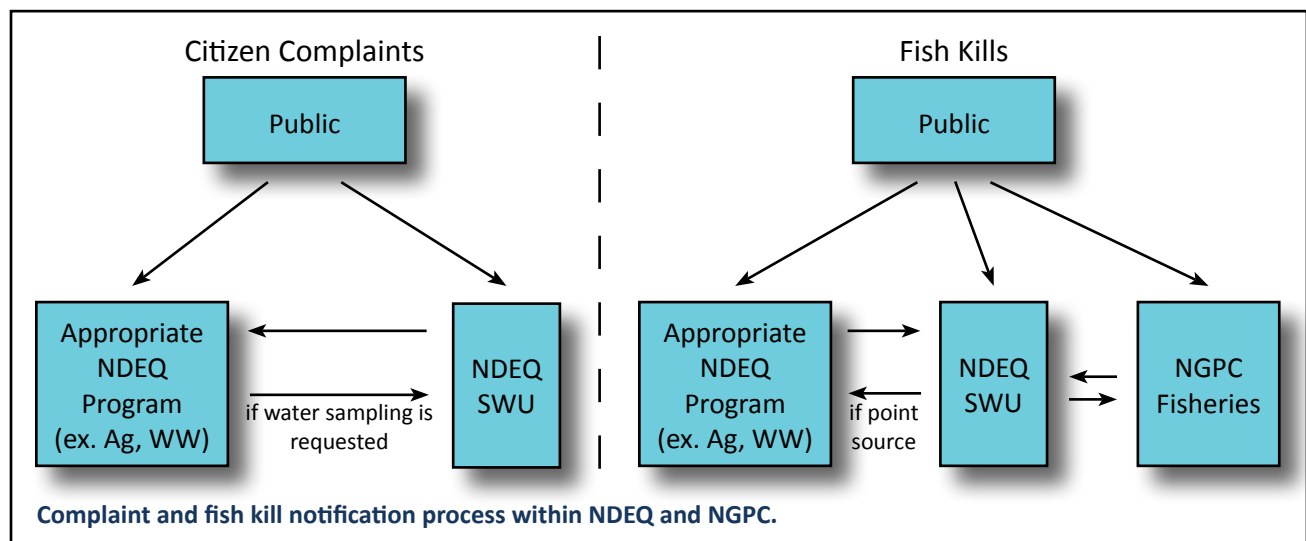 Citizen Complaints
Public
Appropriate
NDEQ
Program
(ex. Ag, WW)
if water sampling is
requested
NDEQ
SWU
Fish Kills
Public
Appropriate
NDEQ
Program
(ex. Ag, WW)
if point
source
NDEQ
SWU
NGPC
Fisheries
Complaint and fish kill notification process within NDEQ and NGPC.